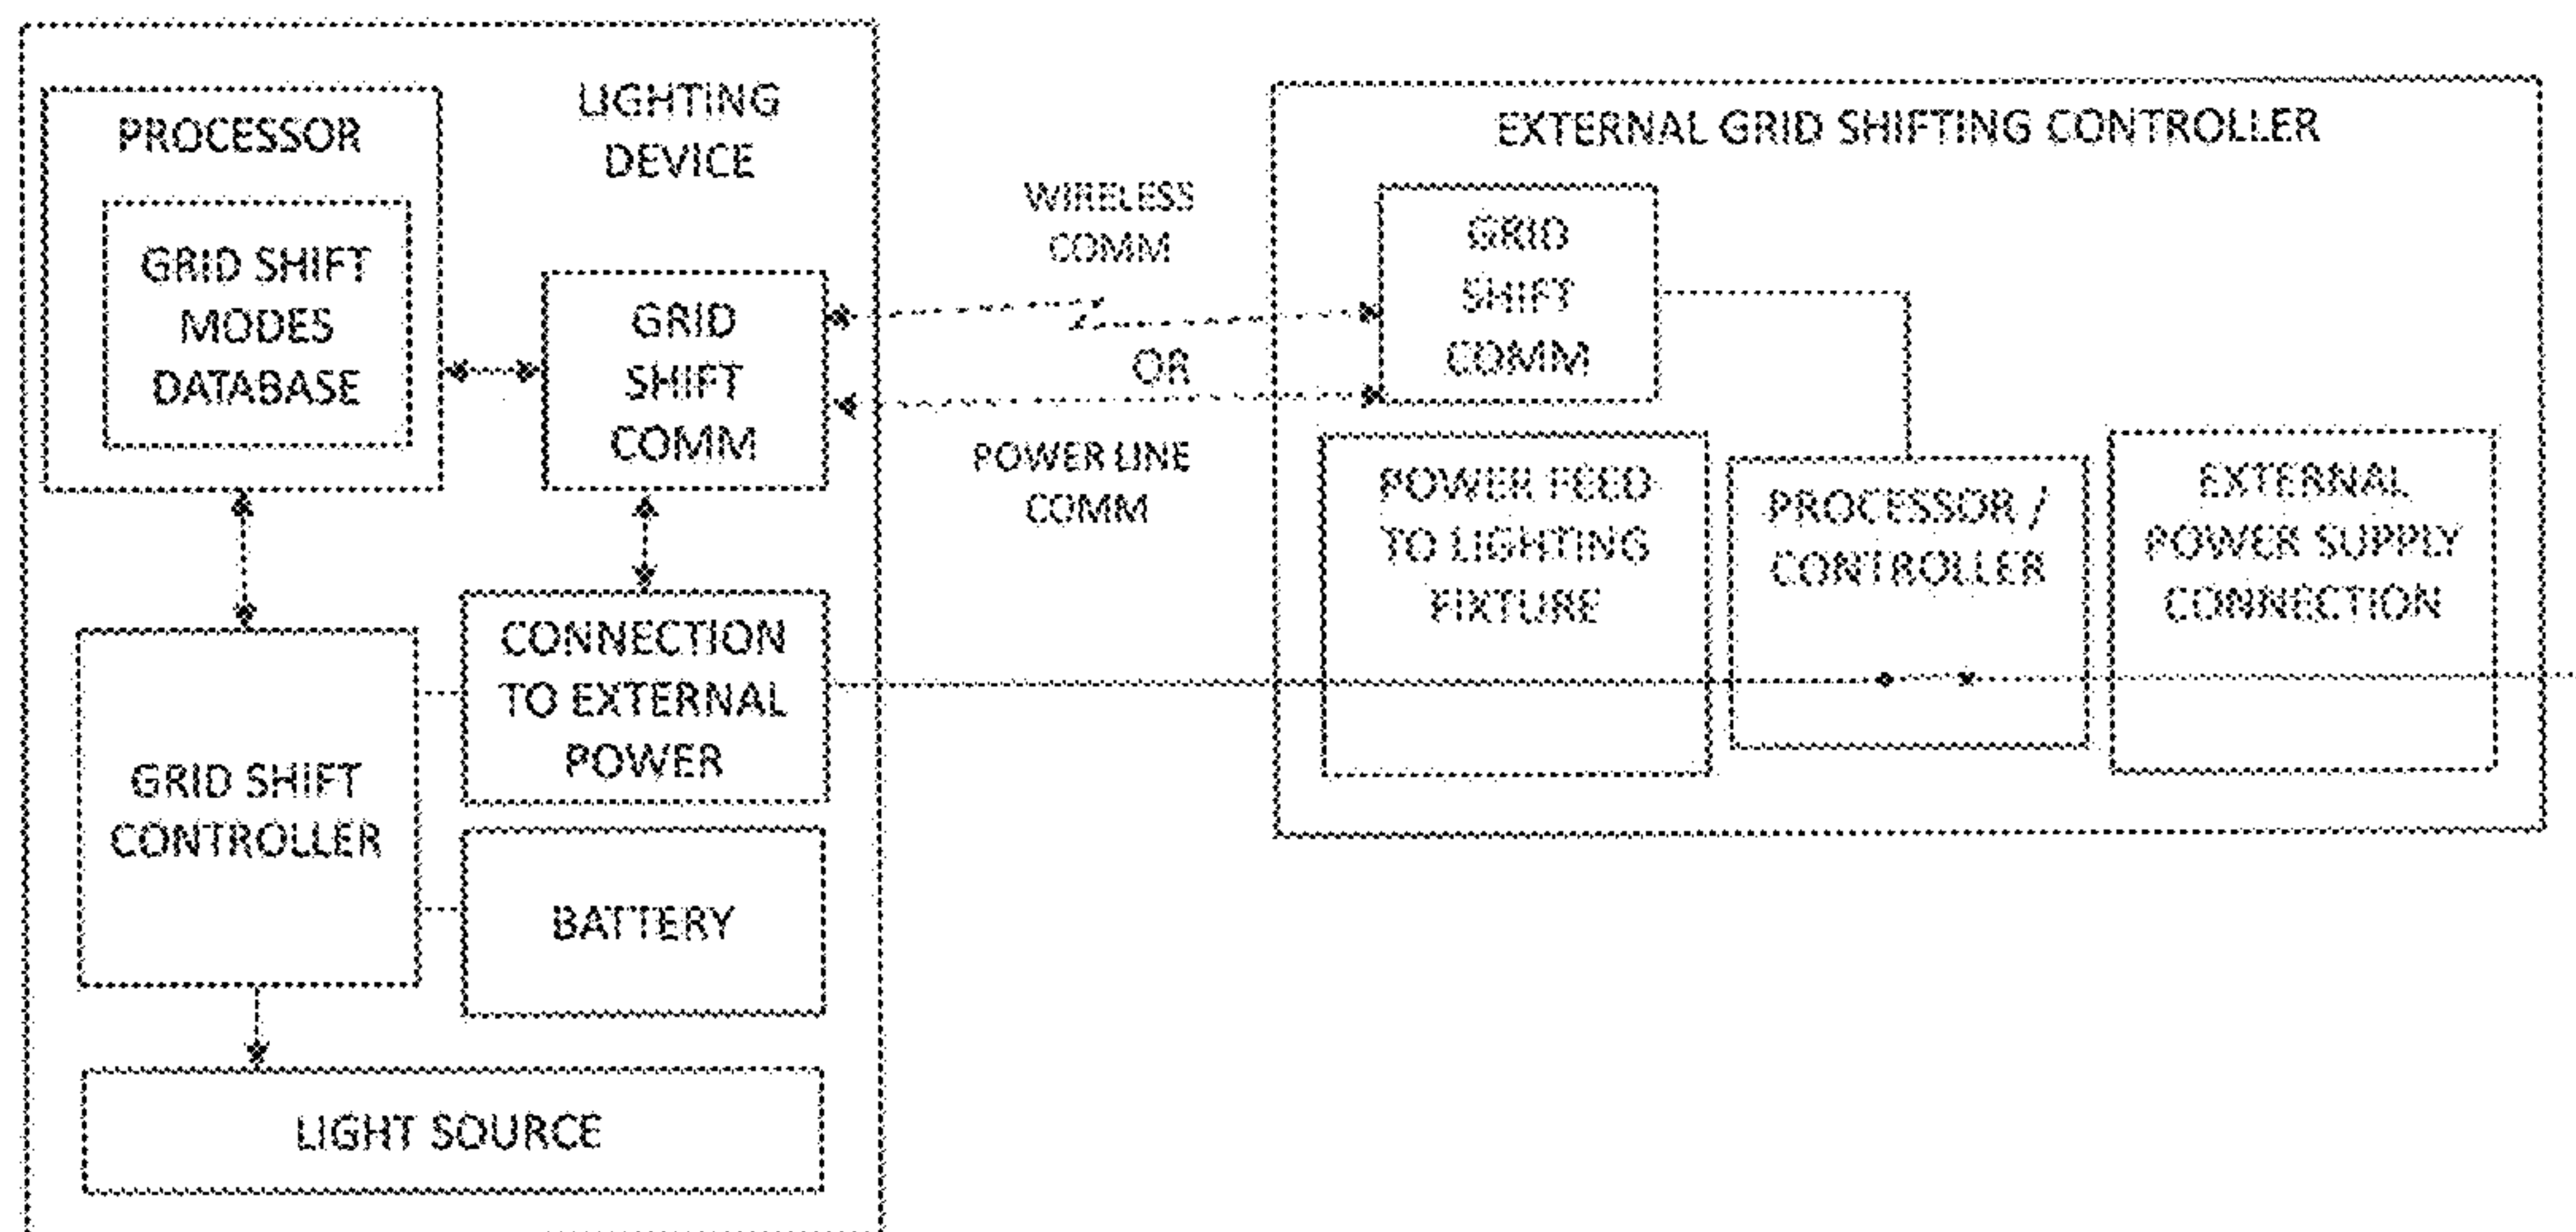 LIGHTING
DEVICE
PROCESSOR
GRID SHIFT
MODES
DATABASE
GRID
SHIFT
COMM
CONNECTION
TO EXTERNAL
POWER
GRID SHIFT
CONTROLLER
BATTERY
LIGHT SOURCE
WIRELESS
COMM
OR
POWER LINE
COMM
EXTERNAL GRID SHIFTING CONTROLLER
GRID
SHIFT
COMM
POWER FEED
TO LIGHTING
FIXTURE
PROCESSOR /
CONTROLLER
EXTERNAL
POWER SUPPLY
CONNECTION